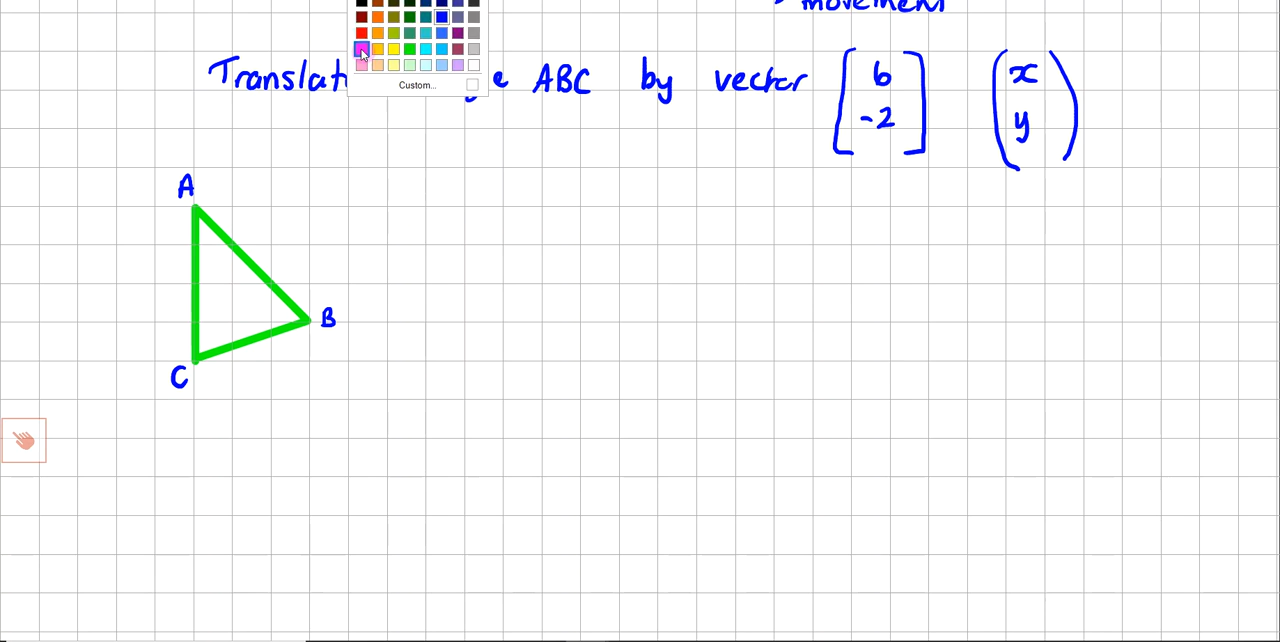 movement
Translat e ABC by vector [6 -2] (x y)
Custom...
A
B
C